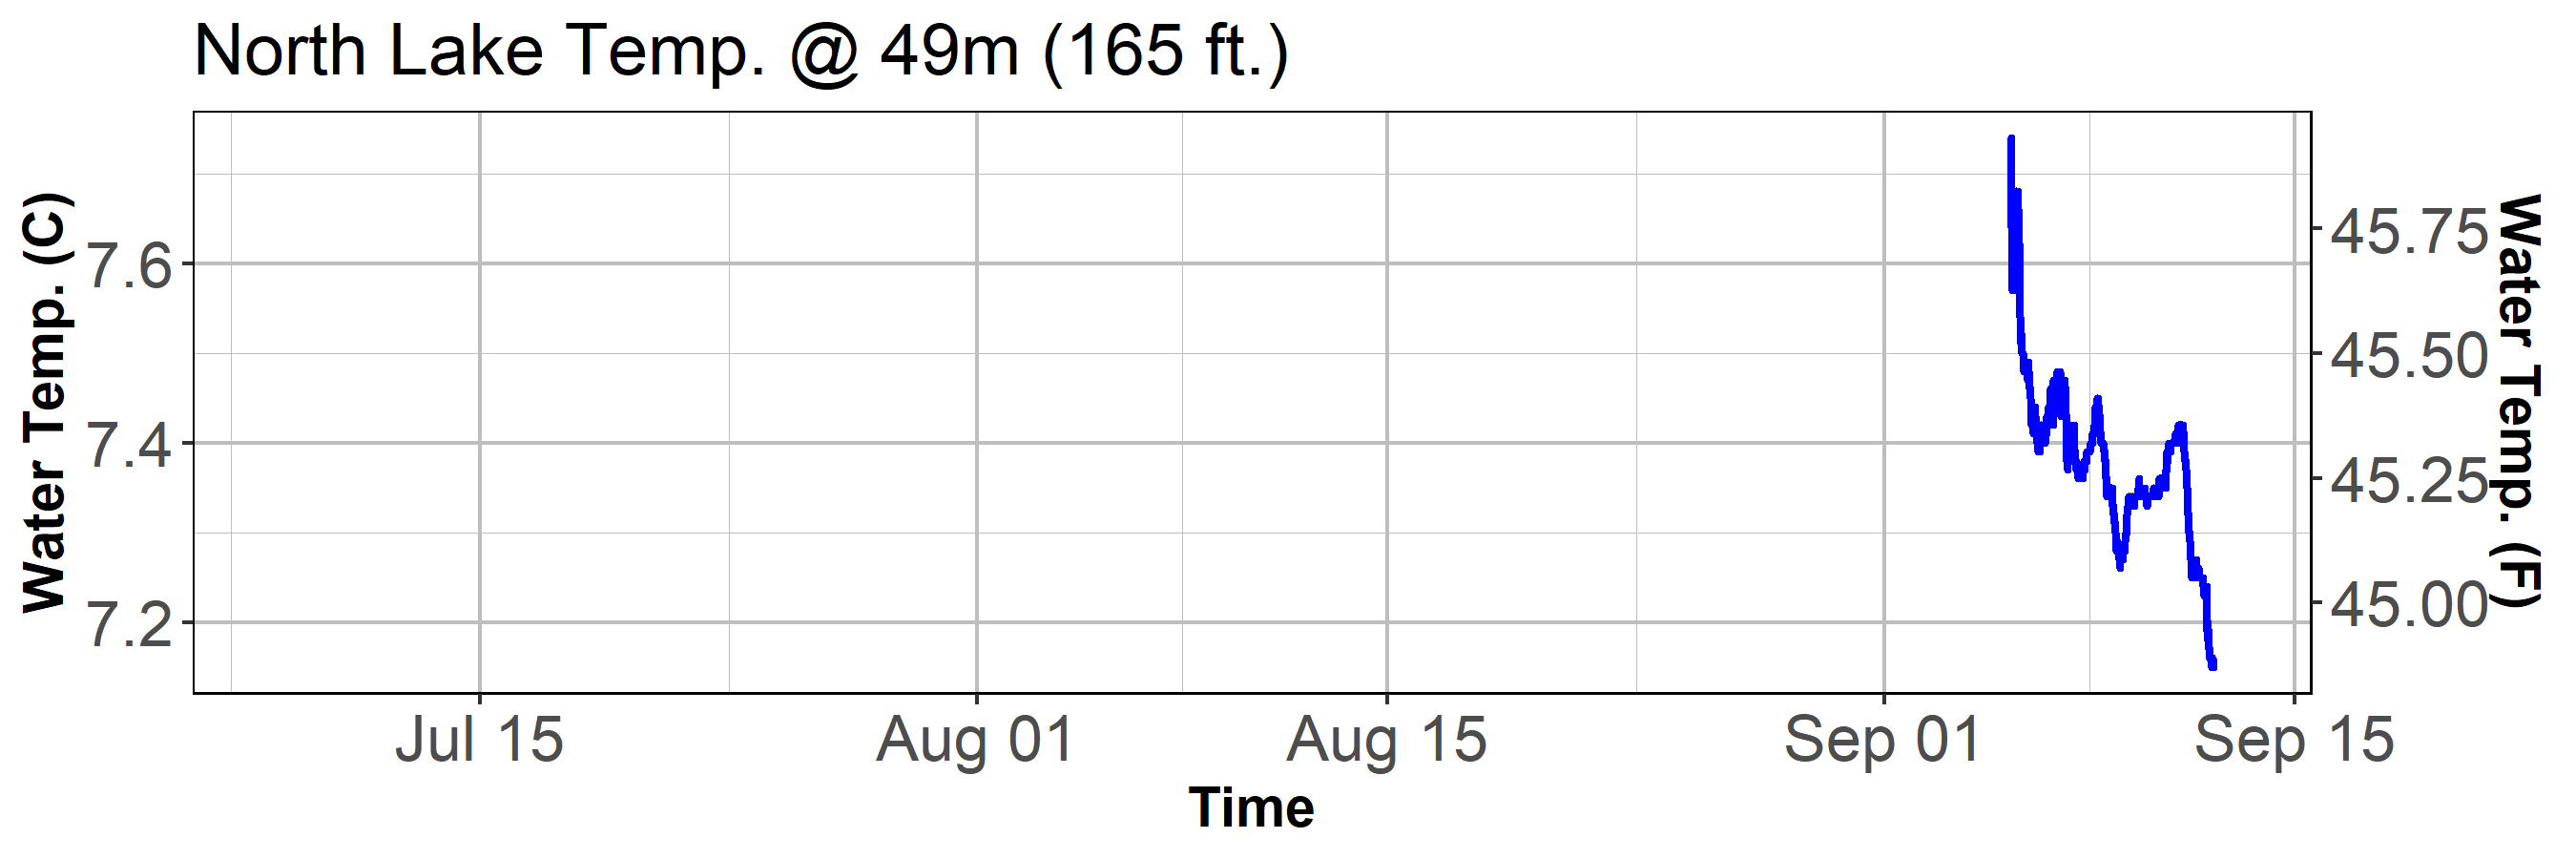 North Lake Temp. @ 49m (165 ft.)
Water Temp. (C)
7.6
7.4
7.2
45.75
45.50
45.25
45.00
Water Temp. (F)
Jul 15
Aug 01
Aug 15
Sep 01
Sep 15
Time